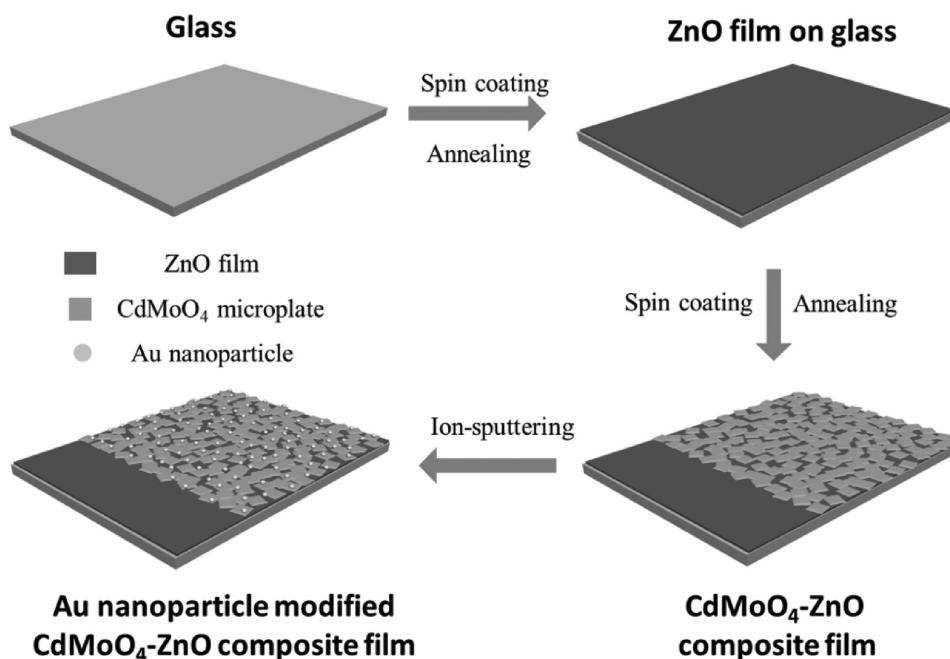 Glass
ZnO film on glass
Spin coating
Annealing
ZnO film
CdMoO₄ microplate
Au nanoparticle
Spin coating
Annealing
Ion-sputtering
Au nanoparticle modified
CdMoO₄-ZnO composite film
CdMoO₄-ZnO
composite film